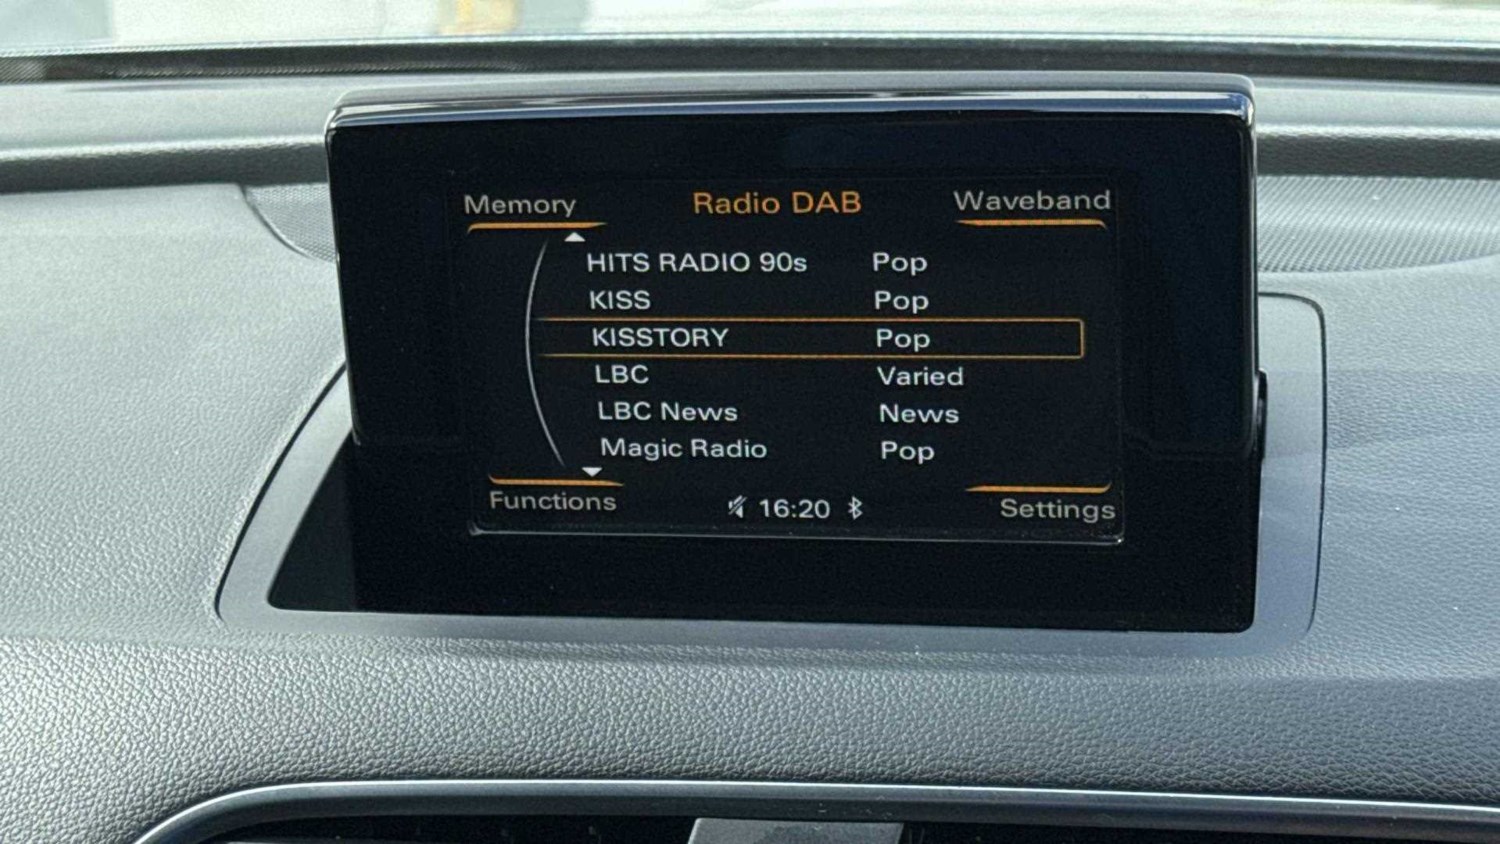 Memory Radio DAB Waveband
HITS RADIO 90s Pop
KISS Pop
KISSTORY Pop
LBC Varied
LBC News News
Magic Radio Pop
Functions 16:20 Settings